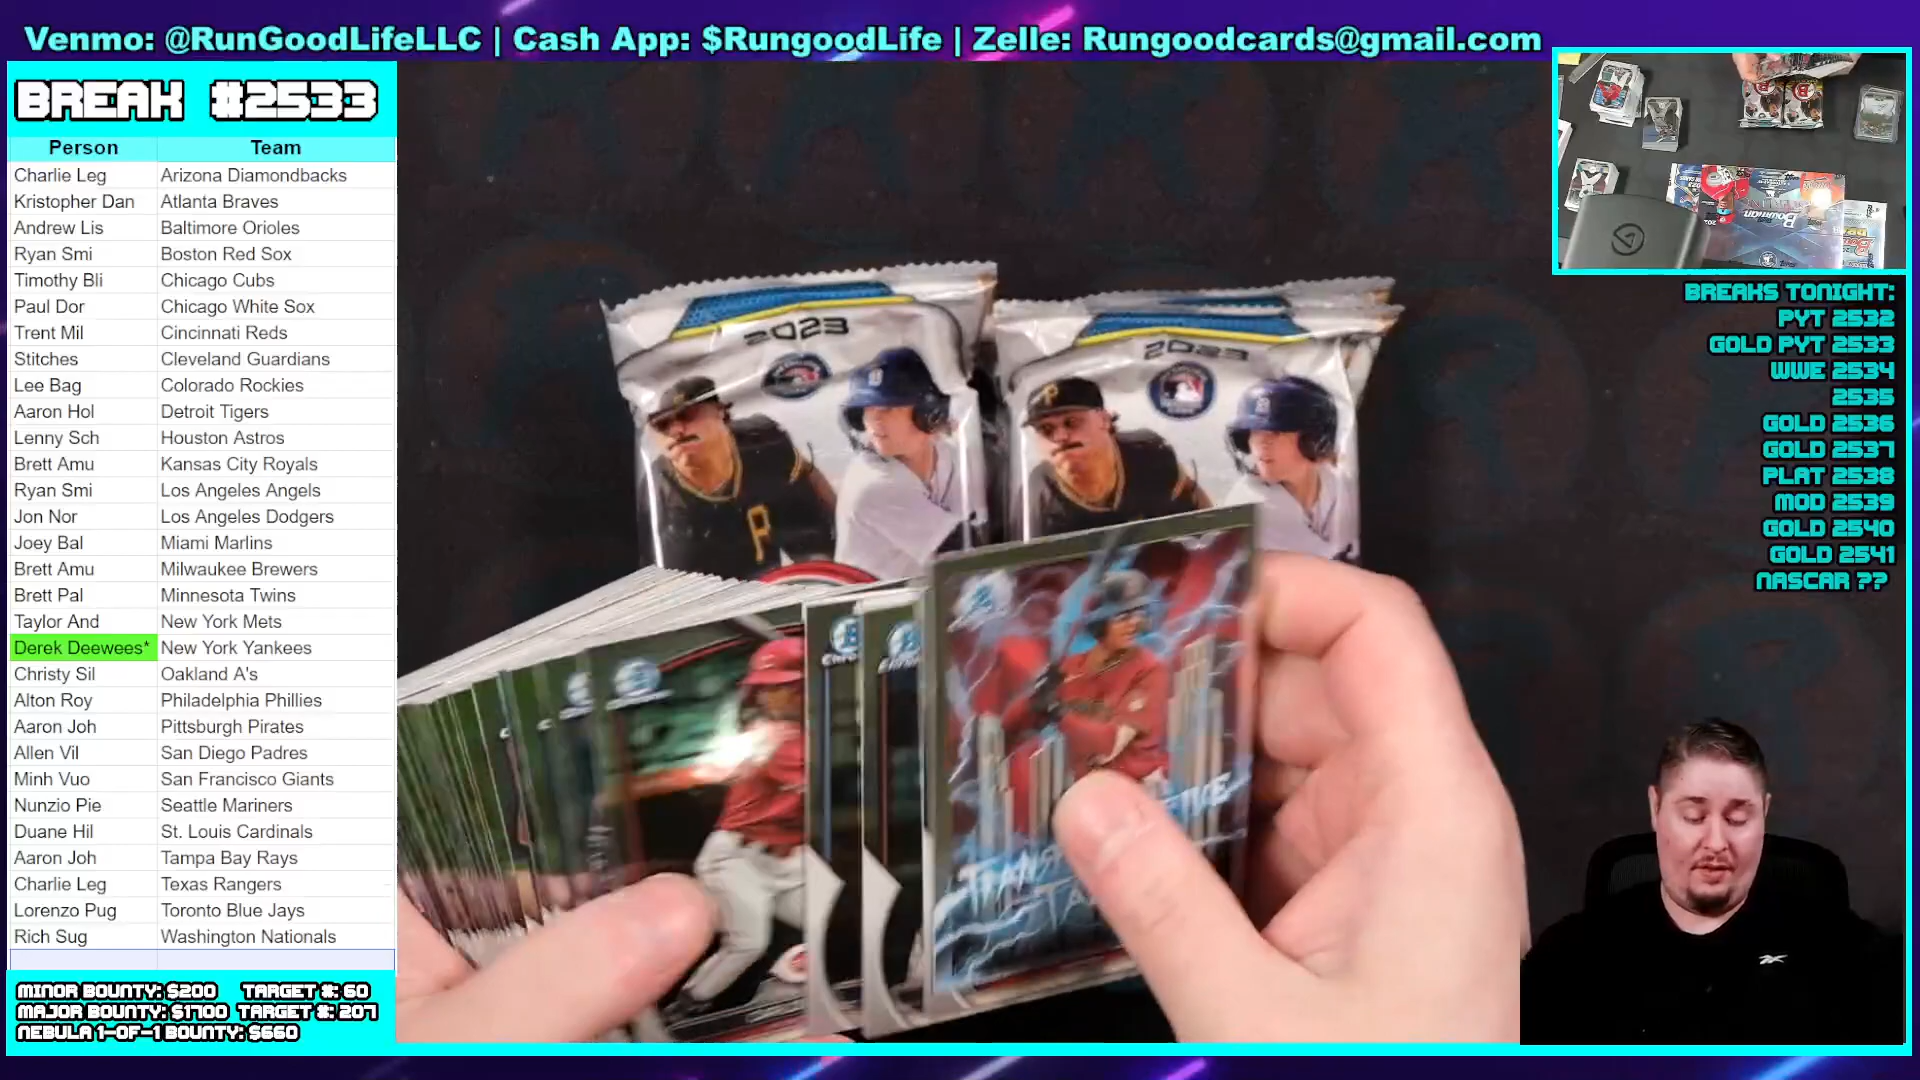 Venmo: @RunGoodLifeLLC | Cash App: $RungoodLife | Zelle: Rungoodcards@gmail.com
BREAK #2533
Person Team
Charlie Leg Arizona Diamondbacks
Kristopher Dan Atlanta Braves
Andrew Lis Baltimore Orioles
Ryan Smi Boston Red Sox
Timothy Bli Chicago Cubs
Paul Dor Chicago White Sox
Trent Mil Cincinnati Reds
Stitches Cleveland Guardians
Lee Bag Colorado Rockies
Aaron Hol Detroit Tigers
Lenny Sch Houston Astros
Brett Amu Kansas City Royals
Ryan Smi Los Angeles Angels
Jon Nor Los Angeles Dodgers
Joey Bal Miami Marlins
Brett Amu Milwaukee Brewers
Brett Pal Minnesota Twins
Taylor And New York Mets
Derek Deewees* New York Yankees
Christy Sil Oakland A's
Alton Roy Philadelphia Phillies
Aaron Joh Pittsburgh Pirates
Allen Vil San Diego Padres
Minh Vuo San Francisco Giants
Nunzio Pie Seattle Mariners
Duane Hil St. Louis Cardinals
Aaron Joh Tampa Bay Rays
Charlie Leg Texas Rangers
Lorenzo Pug Toronto Blue Jays
Rich Sug Washington Nationals
MINOR BOUNTY: $200 TARGET #: 60
MAJOR BOUNTY: $1700 TARGET #: 207
NEBULA 1-OF-1 BOUNTY: $660
2023
2023
P
P
BREAKS TONIGHT:
PYT 2532
GOLD PYT 2533
WWE 2534
2535
GOLD 2536
GOLD 2537
PLAT 2538
MOD 2539
GOLD 2540
GOLD 2541
NASCAR ??
Bowman